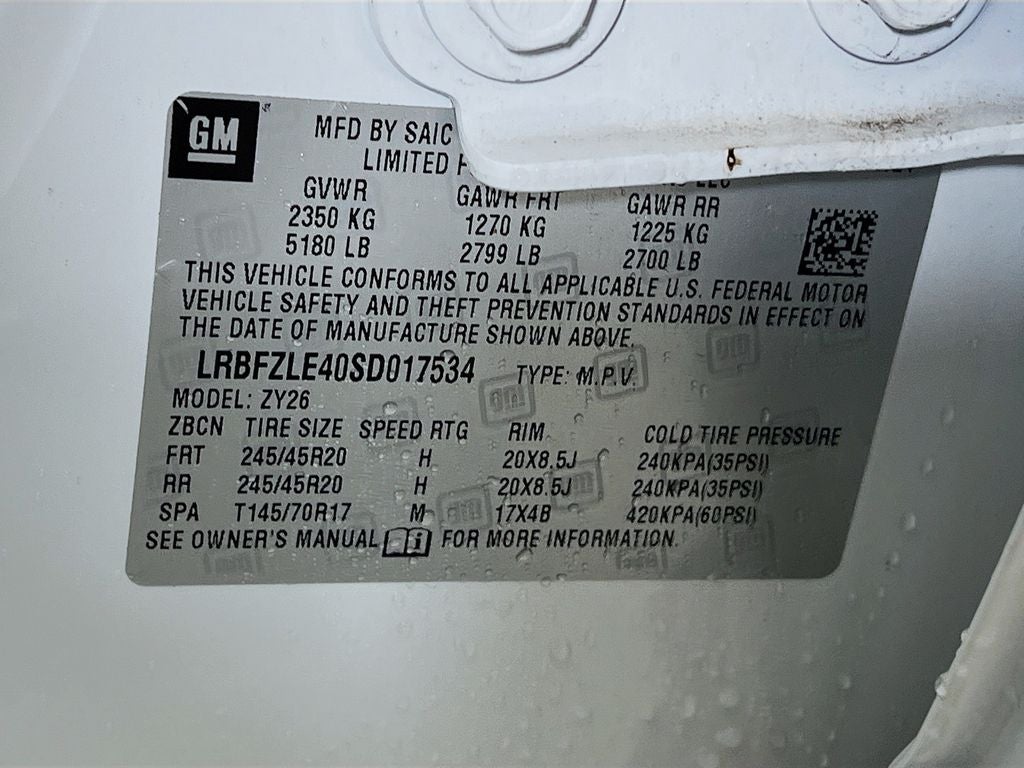 GM
MFD BY SAIC
LIMITED
GVWR GAWR FRT GAWR RR
2350 KG 1270 KG 1225 KG
5180 LB 2799 LB 2700 LB
THIS VEHICLE CONFORMS TO ALL APPLICABLE U.S. FEDERAL MOTOR
VEHICLE SAFETY AND THEFT PREVENTION STANDARDS IN EFFECT ON
THE DATE OF MANUFACTURE SHOWN ABOVE.
LRBFZLE40SD017534 TYPE: M.P.V.
MODEL: ZY26
ZBCN TIRE SIZE SPEED RTG RIM COLD TIRE PRESSURE
FRT 245/45R20 H 20X8.5J 240KPA(35PSI)
RR 245/45R20 H 20X8.5J 240KPA(35PSI)
SPA T145/70R17 M 17X4B 420KPA(60PSI)
SEE OWNER'S MANUAL FOR MORE INFORMATION.